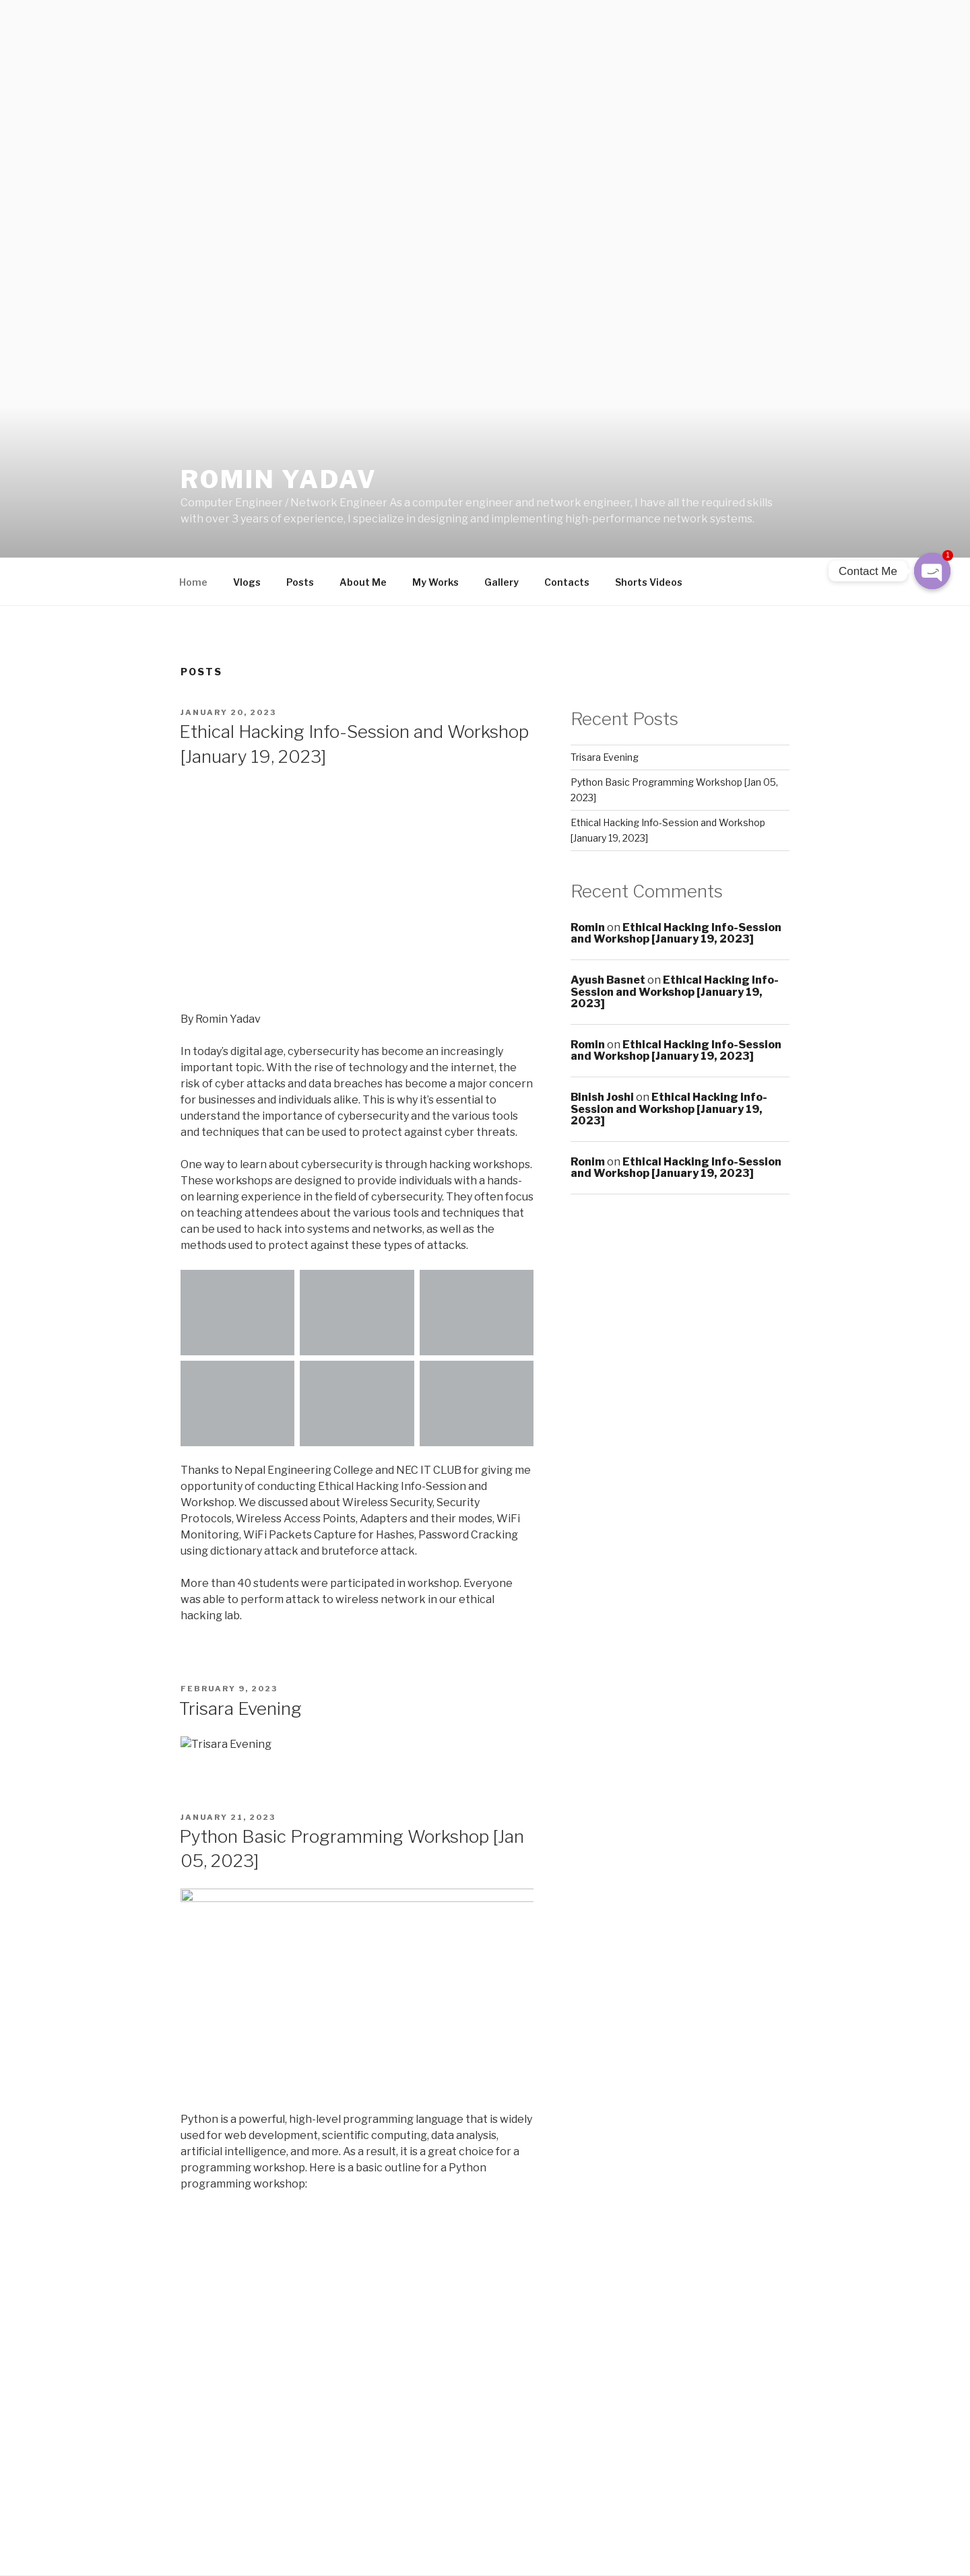 ROMIN YADAV
Computer Engineer / Network Engineer As a computer engineer and network engineer, I have all the required skills
with over 3 years of experience, I specialize in designing and implementing high-performance network systems.
Contact Me
1
Home
Vlogs
Posts
About Me
My Works
Gallery
Contacts
Shorts Videos
POSTS
JANUARY 20, 2023
Ethical Hacking Info-Session and Workshop
[January 19, 2023]
By Romin Yadav
In today’s digital age, cybersecurity has become an increasingly
important topic. With the rise of technology and the internet, the
risk of cyber attacks and data breaches has become a major concern
for businesses and individuals alike. This is why it’s essential to
understand the importance of cybersecurity and the various tools
and techniques that can be used to protect against cyber threats.
One way to learn about cybersecurity is through hacking workshops.
These workshops are designed to provide individuals with a hands-
on learning experience in the field of cybersecurity. They often focus
on teaching attendees about the various tools and techniques that
can be used to hack into systems and networks, as well as the
methods used to protect against these types of attacks.
Thanks to Nepal Engineering College and NEC IT CLUB for giving me
opportunity of conducting Ethical Hacking Info-Session and
Workshop. We discussed about Wireless Security, Security
Protocols, Wireless Access Points, Adapters and their modes, WiFi
Monitoring, WiFi Packets Capture for Hashes, Password Cracking
using dictionary attack and bruteforce attack.
More than 40 students were participated in workshop. Everyone
was able to perform attack to wireless network in our ethical
hacking lab.
FEBRUARY 9, 2023
Trisara Evening
Trisara Evening
JANUARY 21, 2023
Python Basic Programming Workshop [Jan
05, 2023]
Python is a powerful, high-level programming language that is widely
used for web development, scientific computing, data analysis,
artificial intelligence, and more. As a result, it is a great choice for a
programming workshop. Here is a basic outline for a Python
programming workshop:
Recent Posts
Trisara Evening
Python Basic Programming Workshop [Jan 05,
2023]
Ethical Hacking Info-Session and Workshop
[January 19, 2023]
Recent Comments
Romin on Ethical Hacking Info-Session
and Workshop [January 19, 2023]
Ayush Basnet on Ethical Hacking Info-
Session and Workshop [January 19,
2023]
Romin on Ethical Hacking Info-Session
and Workshop [January 19, 2023]
Binish Joshi on Ethical Hacking Info-
Session and Workshop [January 19,
2023]
Ronim on Ethical Hacking Info-Session
and Workshop [January 19, 2023]